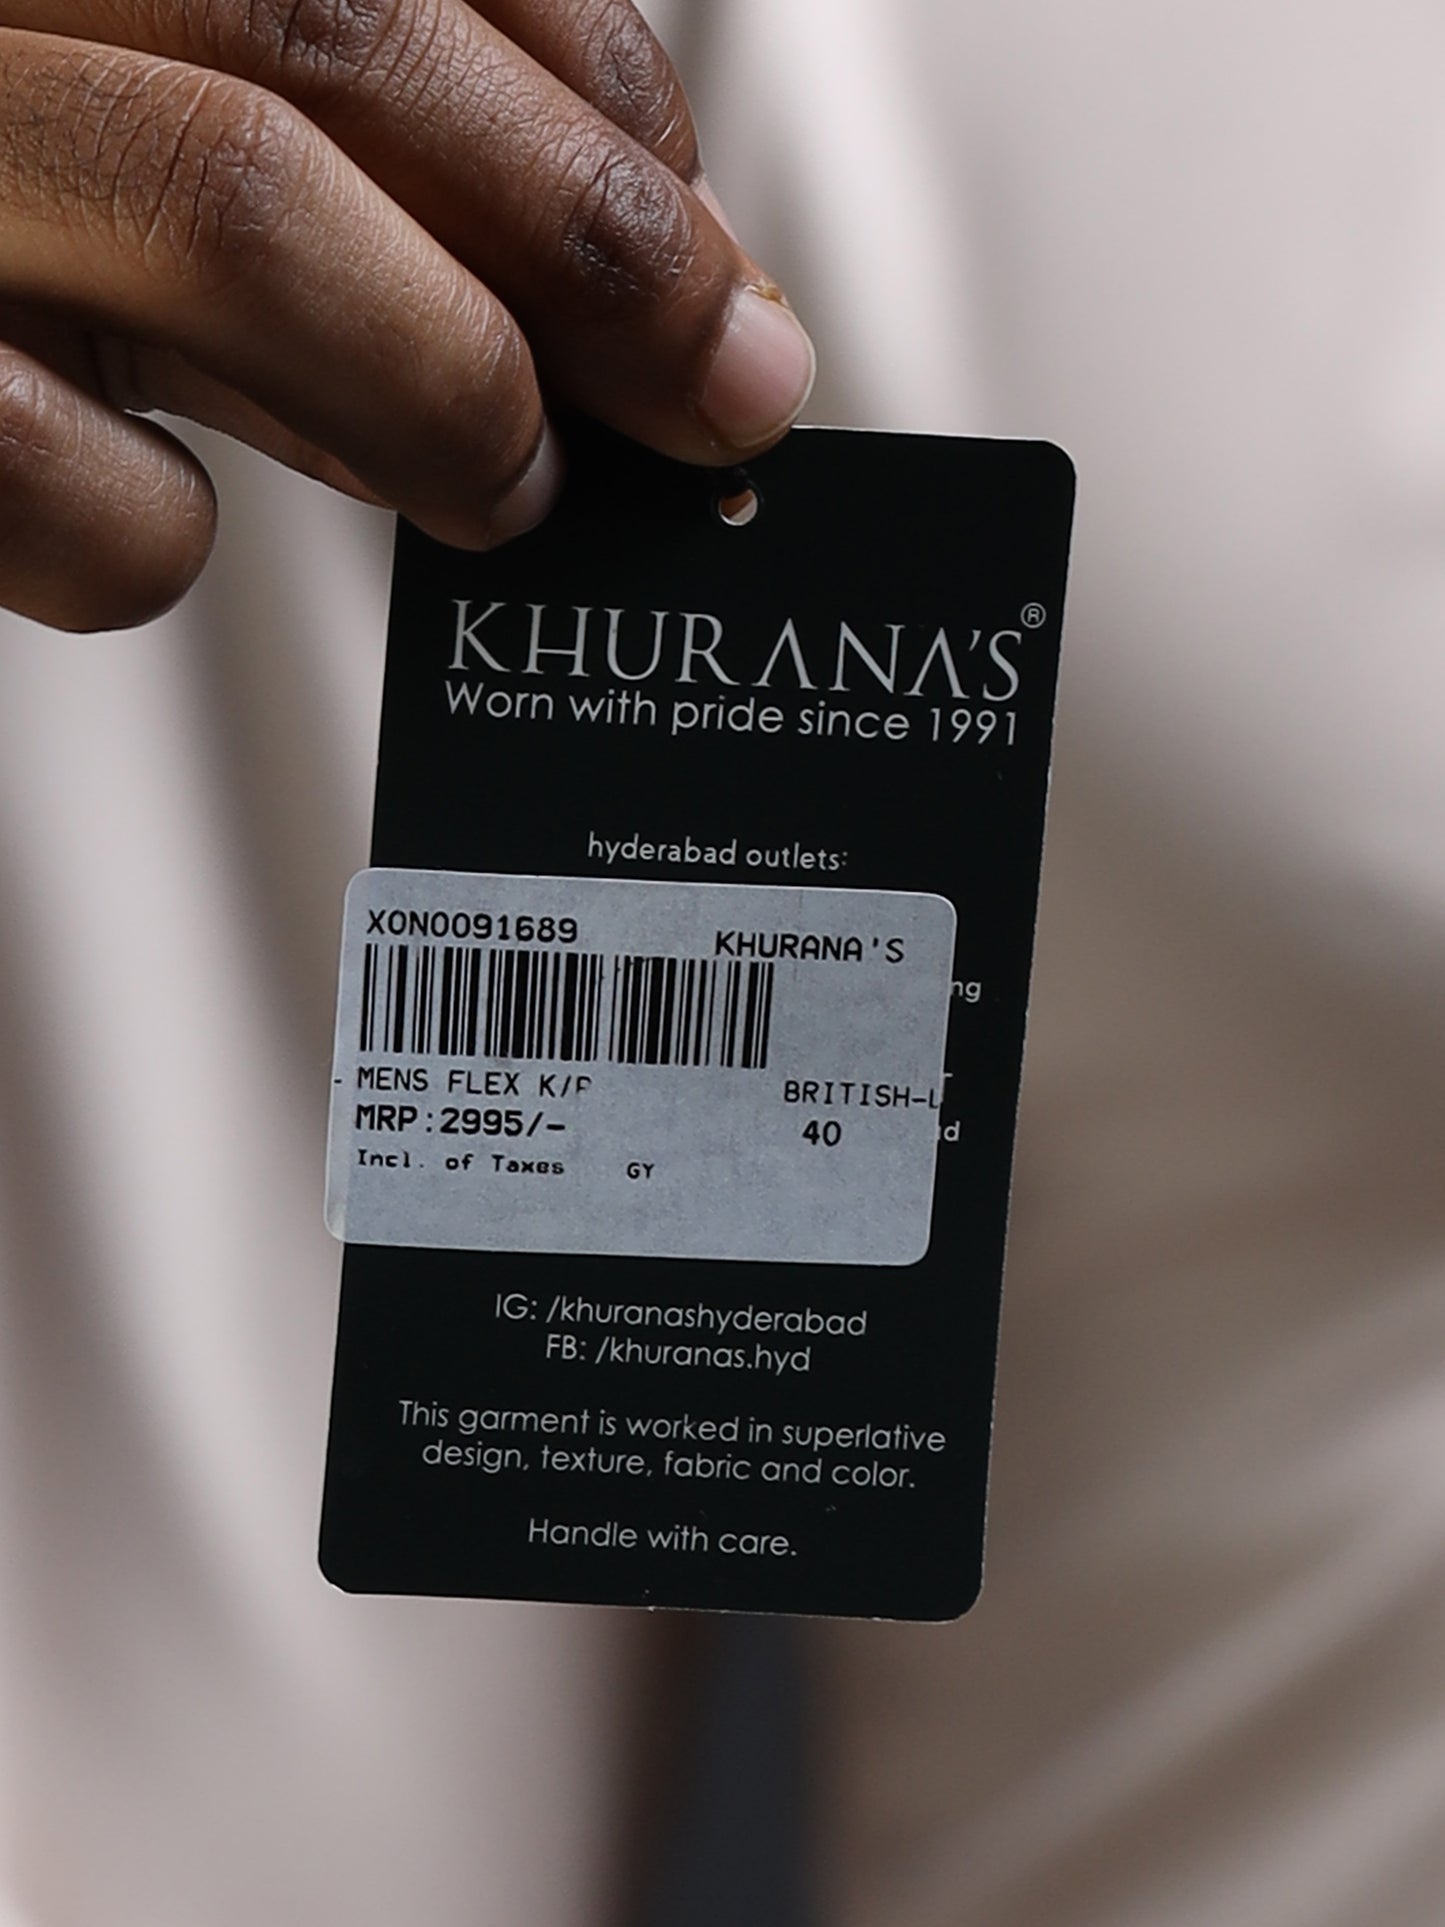 KHURANA'S®
Worn with pride since 1991
hyderabad outlets:
XON0091689 KHURANA'S
- MENS FLEX K/P BRITISH-L
MRP:2995/- 40
Incl. of Taxes GY
ng
d
IG: /khuranashyderabad
FB: /khuranas.hyd
This garment is worked in superlative
design, texture, fabric and color.
Handle with care.